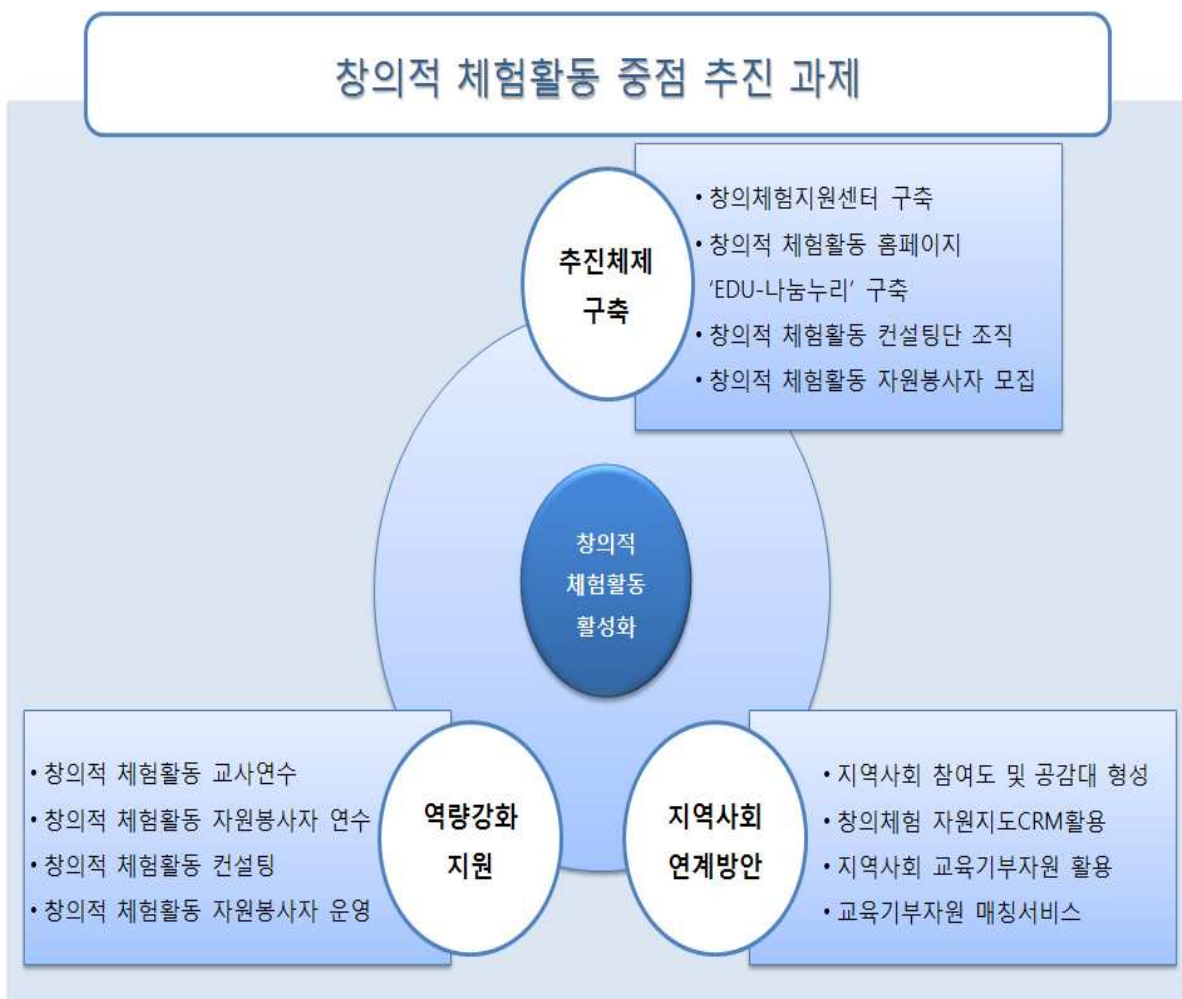 창의적 체험활동 중점 추진 과제
추진체제
구축
• 창의체험지원센터 구축
• 창의적 체험활동 홈페이지
‘EDU-나눔누리’ 구축
• 창의적 체험활동 컨설팅단 조직
• 창의적 체험활동 자원봉사자 모집
창의적
체험활동
활성화
• 창의적 체험활동 교사연수
• 창의적 체험활동 자원봉사자 연수
• 창의적 체험활동 컨설팅
• 창의적 체험활동 자원봉사자 운영
역량강화
지원
지역사회
연계방안
• 지역사회 참여도 및 공감대 형성
• 창의체험 자원지도CRM활용
• 지역사회 교육기부자원 활용
• 교육기부자원 매칭서비스